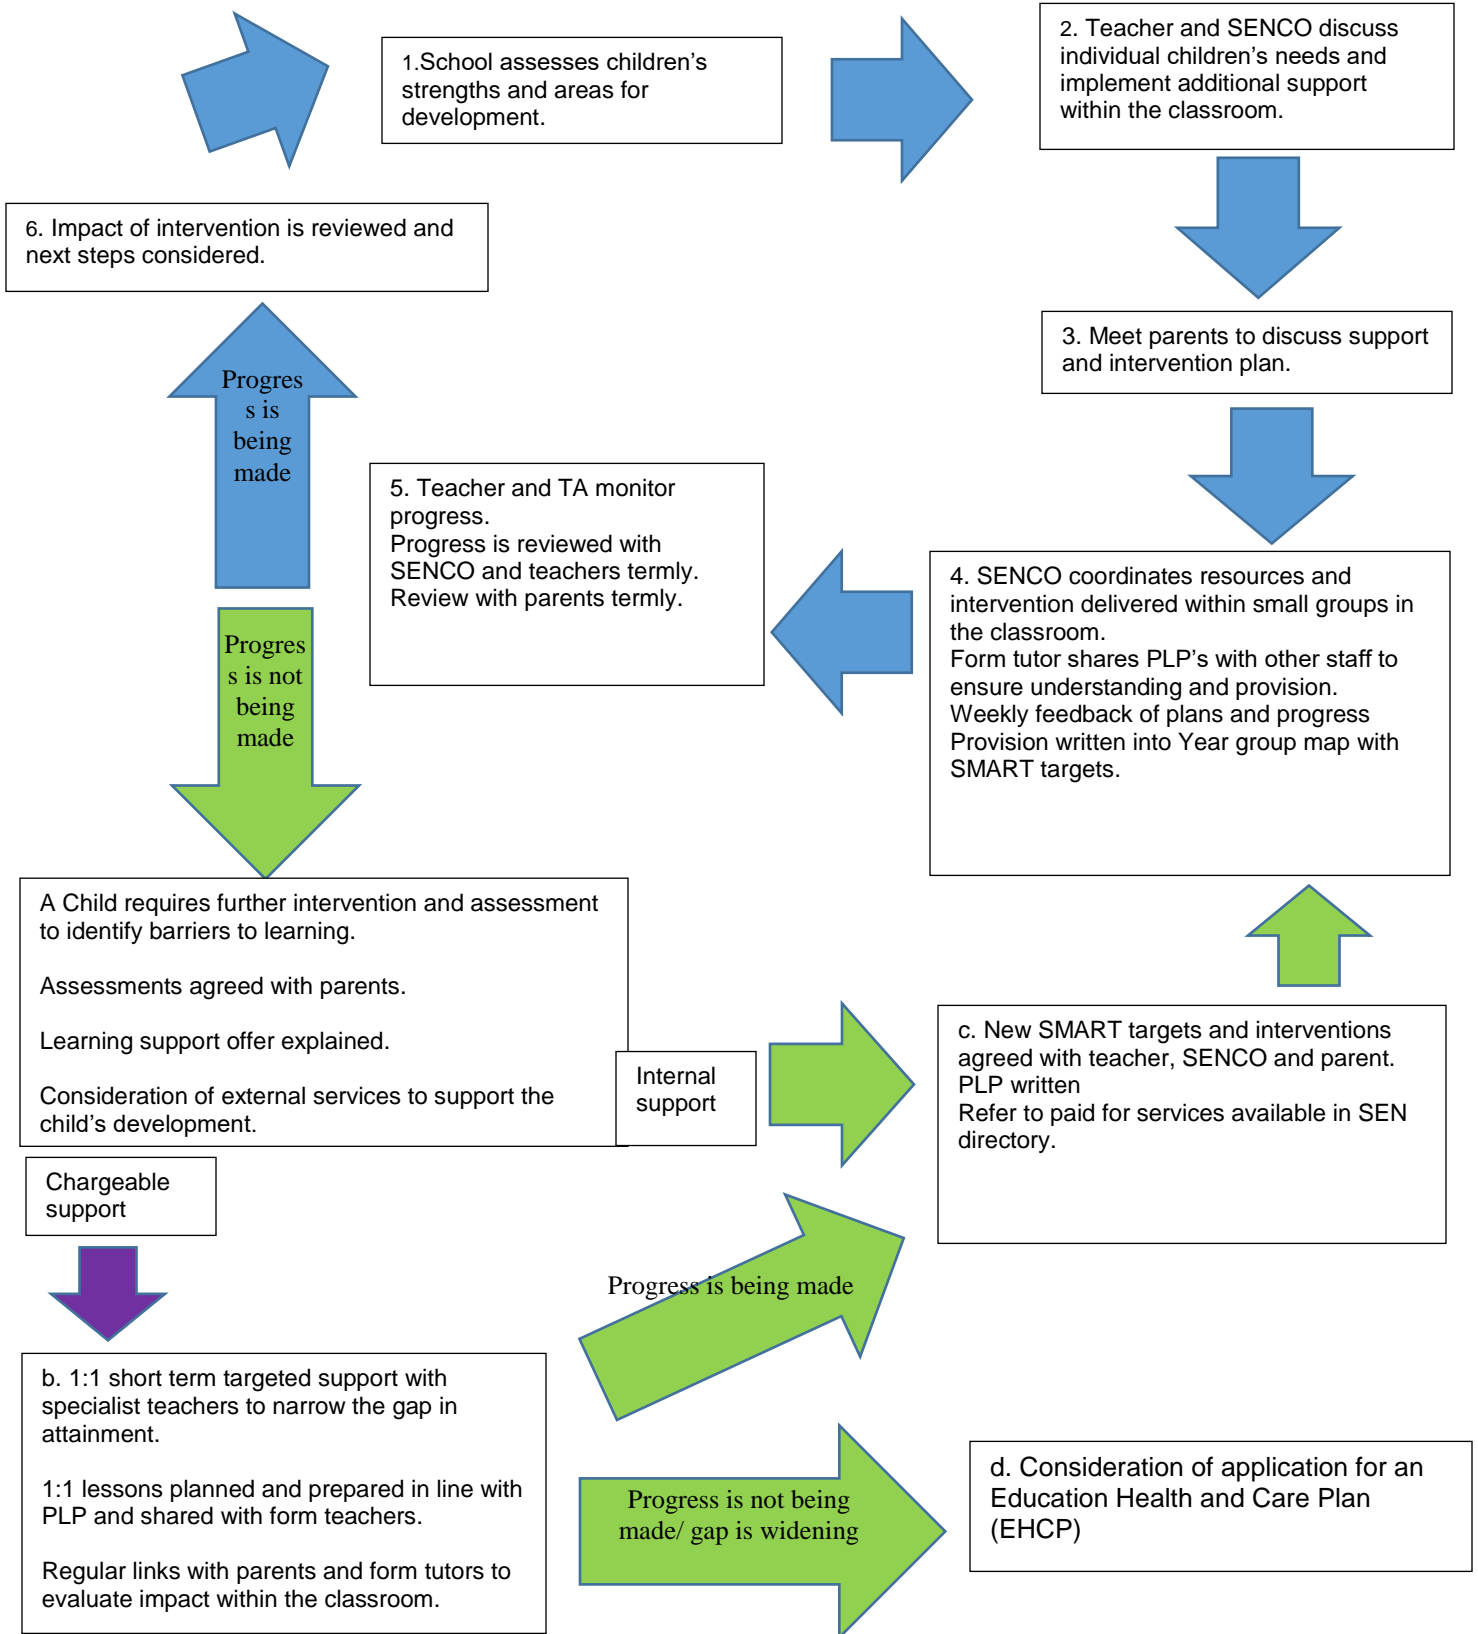 1.School assesses children’s
strengths and areas for
development.
2. Teacher and SENCO discuss
individual children’s needs and
implement additional support
within the classroom.
6. Impact of intervention is reviewed and
next steps considered.
3. Meet parents to discuss support
and intervention plan.
Progres
s is
being
made
5. Teacher and TA monitor
progress.
Progress is reviewed with
SENCO and teachers termly.
Review with parents termly.
4. SENCO coordinates resources and
intervention delivered within small groups in
the classroom.
Form tutor shares PLP’s with other staff to
ensure understanding and provision.
Weekly feedback of plans and progress
Provision written into Year group map with
SMART targets.
Progres
s is not
being
made
A Child requires further intervention and assessment
to identify barriers to learning.
Assessments agreed with parents.
Learning support offer explained.
Consideration of external services to support the
child’s development.
Internal
support
c. New SMART targets and interventions
agreed with teacher, SENCO and parent.
PLP written
Refer to paid for services available in SEN
directory.
Chargeable
support
Progress is being made
b. 1:1 short term targeted support with
specialist teachers to narrow the gap in
attainment.
1:1 lessons planned and prepared in line with
PLP and shared with form teachers.
Regular links with parents and form tutors to
evaluate impact within the classroom.
Progress is not being
made/ gap is widening
d. Consideration of application for an
Education Health and Care Plan
(EHCP)